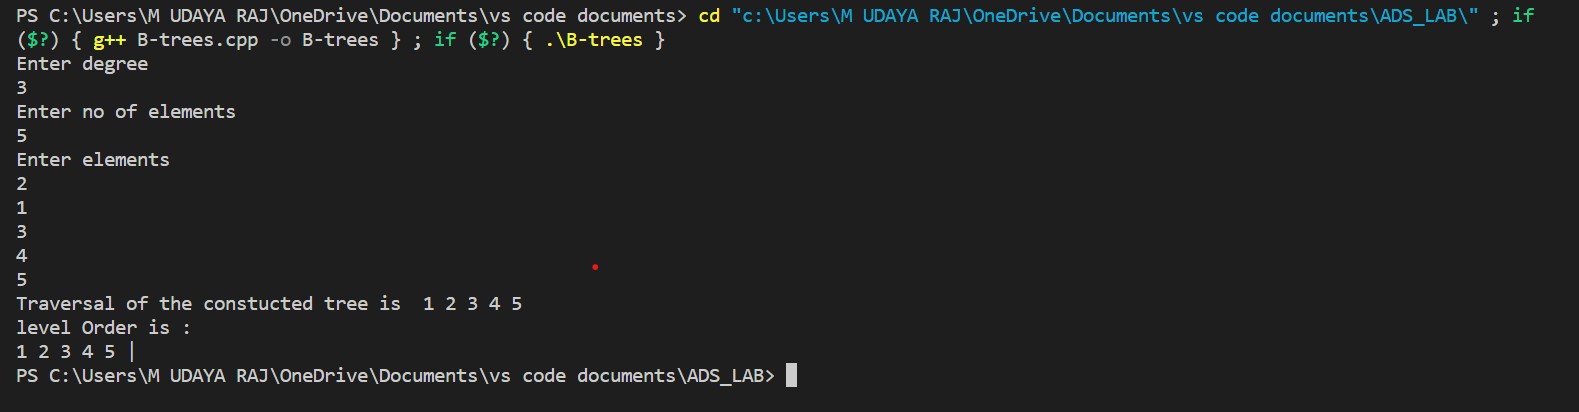 PS C:\Users\M UDAYA RAJ\OneDrive\Documents\vs code documents> cd "c:\Users\M UDAYA RAJ\OneDrive\Documents\vs code documents\ADS_LAB\" ; if
($?) { g++ B-trees.cpp -o B-trees } ; if ($?) { .\B-trees }
Enter degree
3
Enter no of elements
5
Enter elements
2
1
3
4
5
Traversal of the constucted tree is  1 2 3 4 5
level Order is :
1 2 3 4 5 |
PS C:\Users\M UDAYA RAJ\OneDrive\Documents\vs code documents\ADS_LAB>